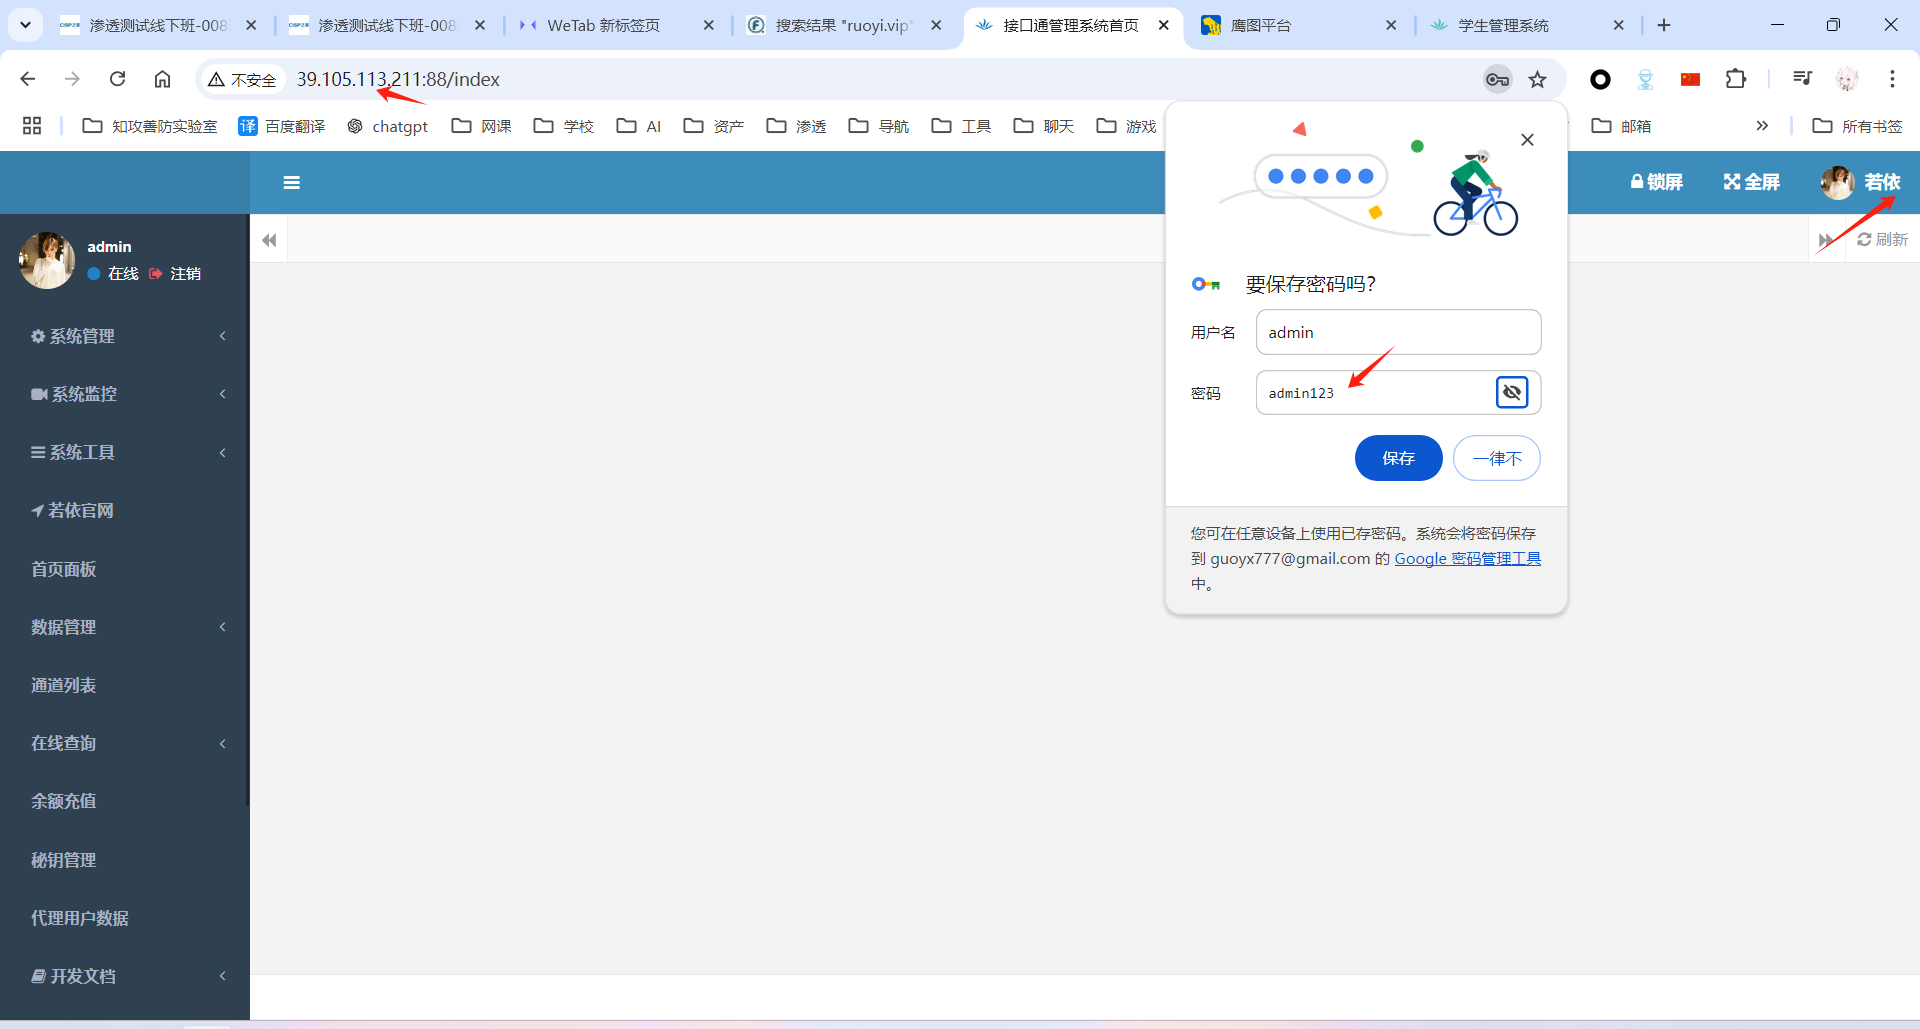 渗透测试线下班-008
渗透测试线下班-008
WeTab 新标签页
搜索结果 "ruoyi.vip"
接口通管理系统首页
鹰图平台
学生管理系统
不安全
39.105.113.211:88/index
知攻善防实验室
译 百度翻译
chatgpt
网课
学校
AI
资产
渗透
导航
工具
聊天
游戏
邮箱
所有书签
锁屏
全屏
若依
刷新
admin
在线
注销
系统管理
系统监控
系统工具
若依官网
首页面板
数据管理
通道列表
在线查询
余额充值
秘钥管理
代理用户数据
开发文档
要保存密码吗？
用户名
admin
密码
admin123
保存
一律不
您可在任意设备上使用已存密码。系统会将密码保存
到 guoyx777@gmail.com 的 Google 密码管理工具
中。